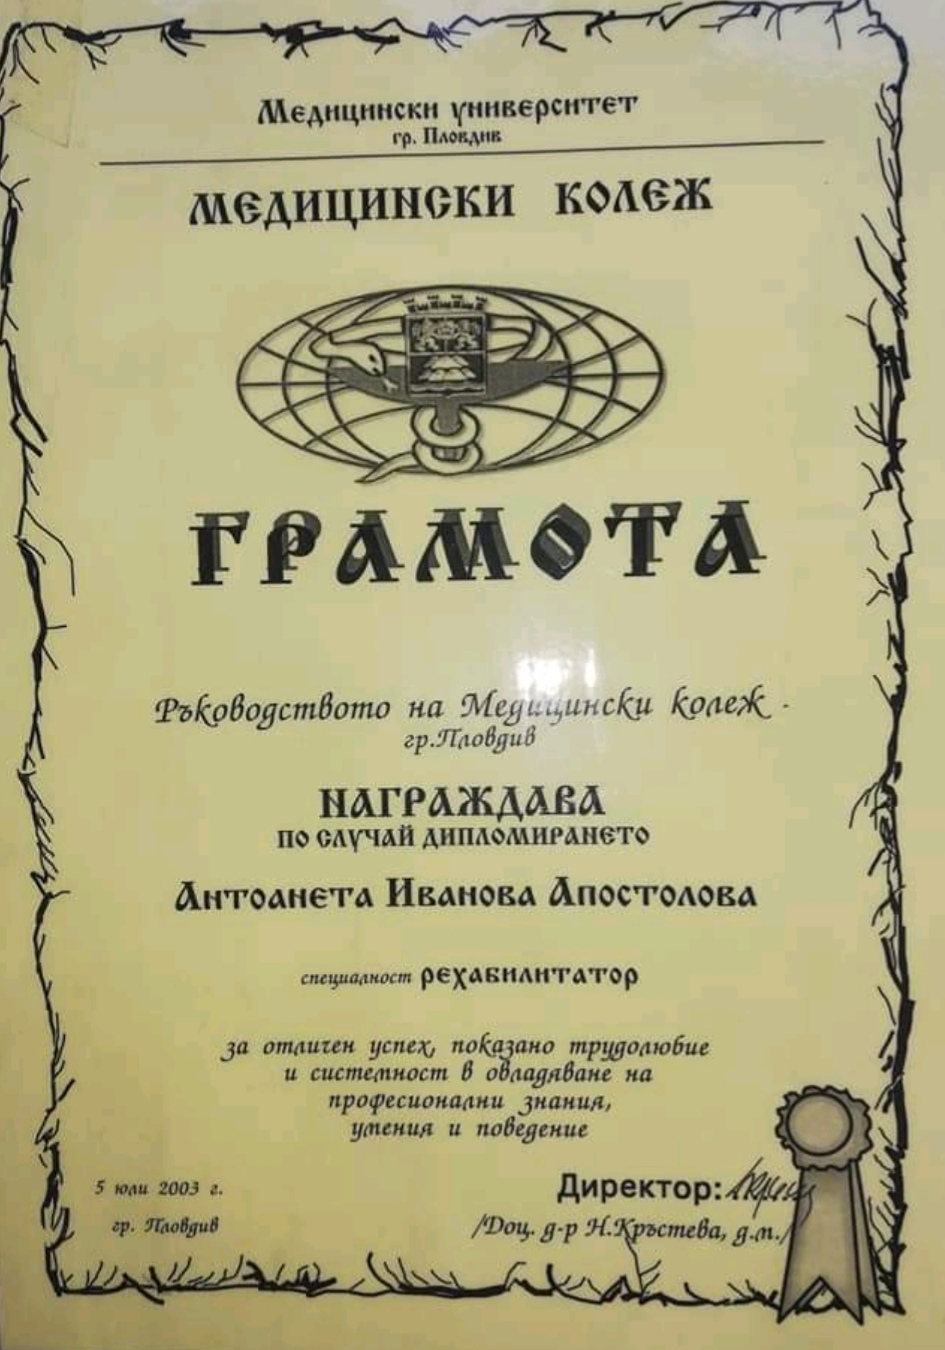 Медицински университет
гр. Пловдив
МЕДИЦИНСКИ КОЛЕЖ
ГРАМОТА
Ръководството на Медицински колеж -
гр.Пловдив
НАГРАЖДАВА
ПО СЛУЧАЙ ДИПЛОМИРАНЕТО
Антоанета Иванова Апостолова
специалност рехабилитатор
за отличен успех, показано трудолюбие
и системност в овладяване на
професионални знания,
умения и поведение
5 юли 2003 г.
гр. Пловдив
Директор:
/Доц. д-р Н.Кръстева, д.м./